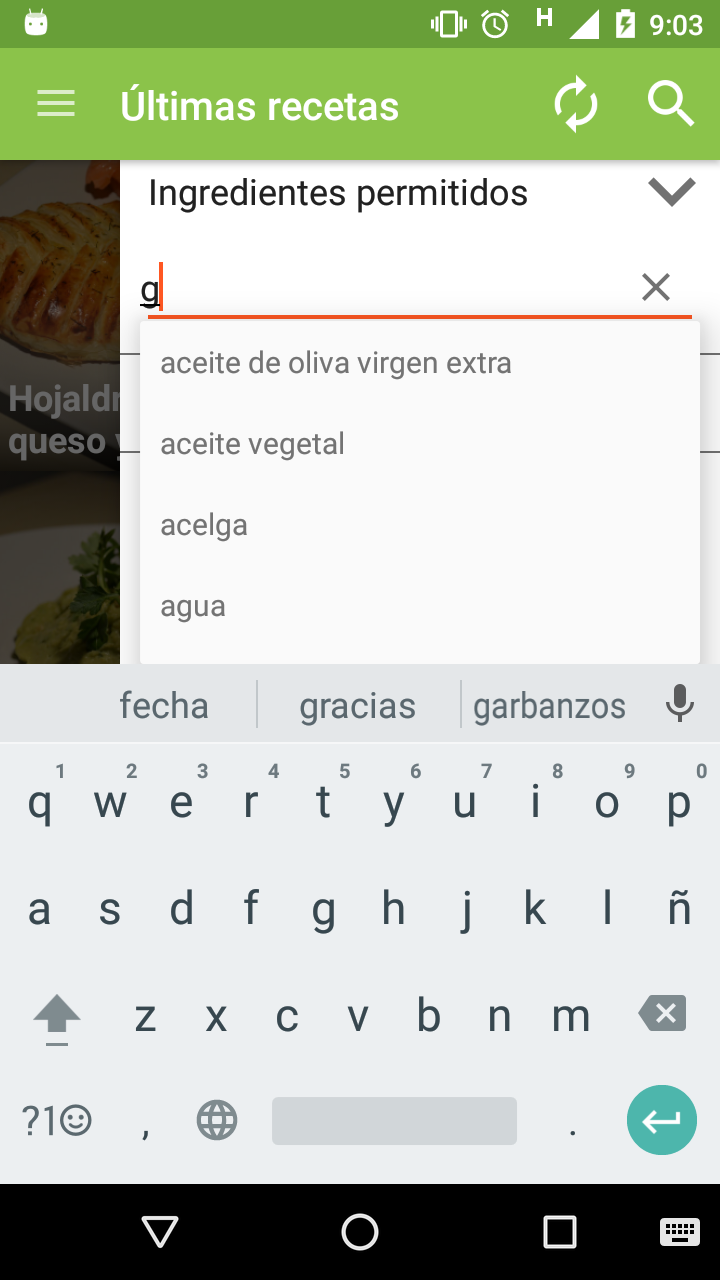 H 9:03
Últimas recetas
Ingredientes permitidos
g
Hojaldr
queso y
aceite de oliva virgen extra
aceite vegetal
acelga
agua
fecha gracias garbanzos
1 2 3 4 5 6 7 8 9 0
q w e r t y u i o p
a s d f g h j k l ñ
z x c v b n m
?1 , .